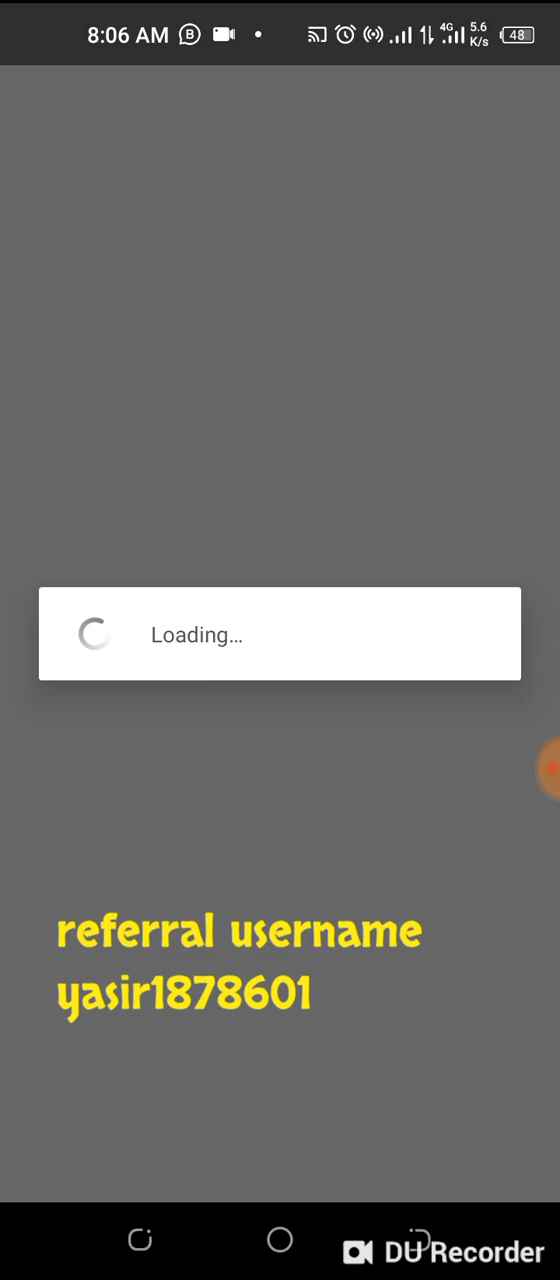 8:06 AM
4G
5.6
K/s
48
Loading...
referral username
yasir1878601
DU Recorder